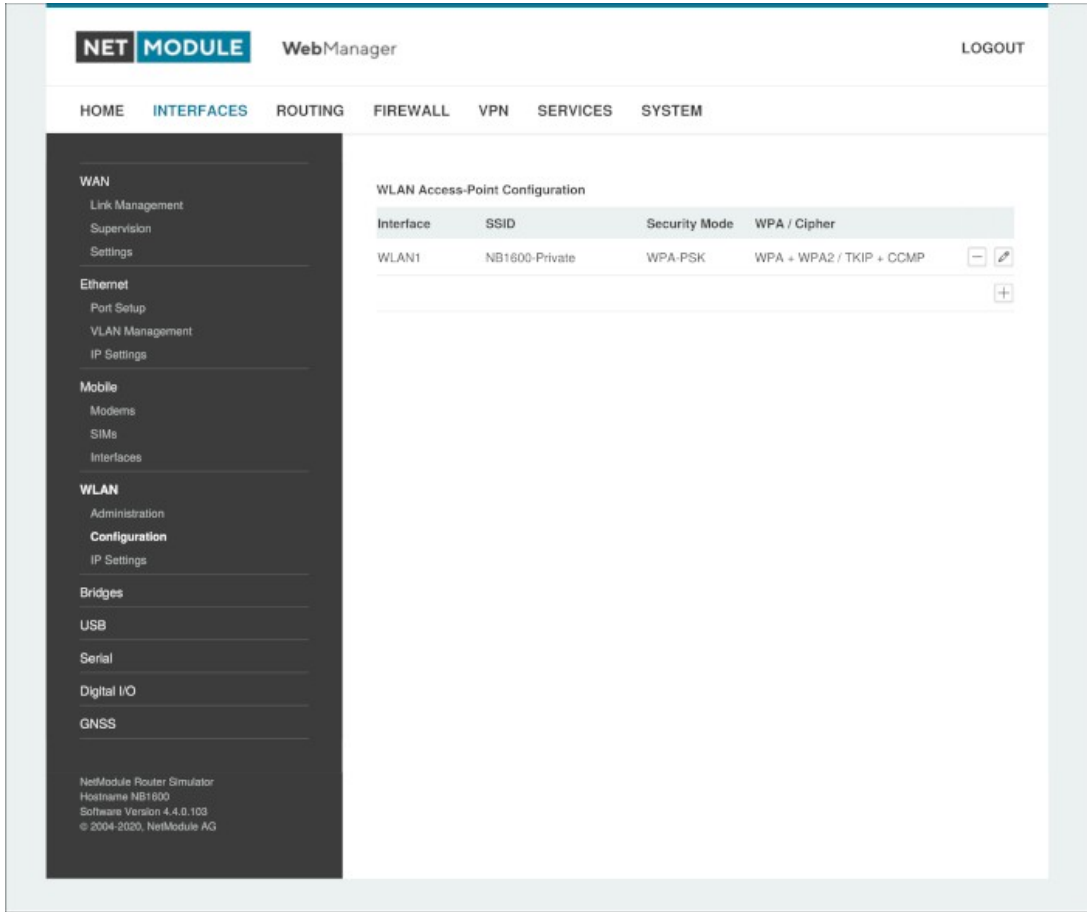 NET MODULE WebManager LOGOUT
HOME INTERFACES ROUTING FIREWALL VPN SERVICES SYSTEM
WAN
Link Management
Supervision
Settings
Ethernet
Port Setup
VLAN Management
IP Settings
Mobile
Modems
SIMs
Interfaces
WLAN
Administration
Configuration
IP Settings
Bridges
USB
Serial
Digital I/O
GNSS
NetModule Router Simulator
Hostname NB1600
Software Version 4.4.0.103
© 2004-2020, NetModule AG
WLAN Access-Point Configuration
Interface SSID Security Mode WPA / Cipher
WLAN1 NB1600-Private WPA-PSK WPA + WPA2 / TKIP + CCMP